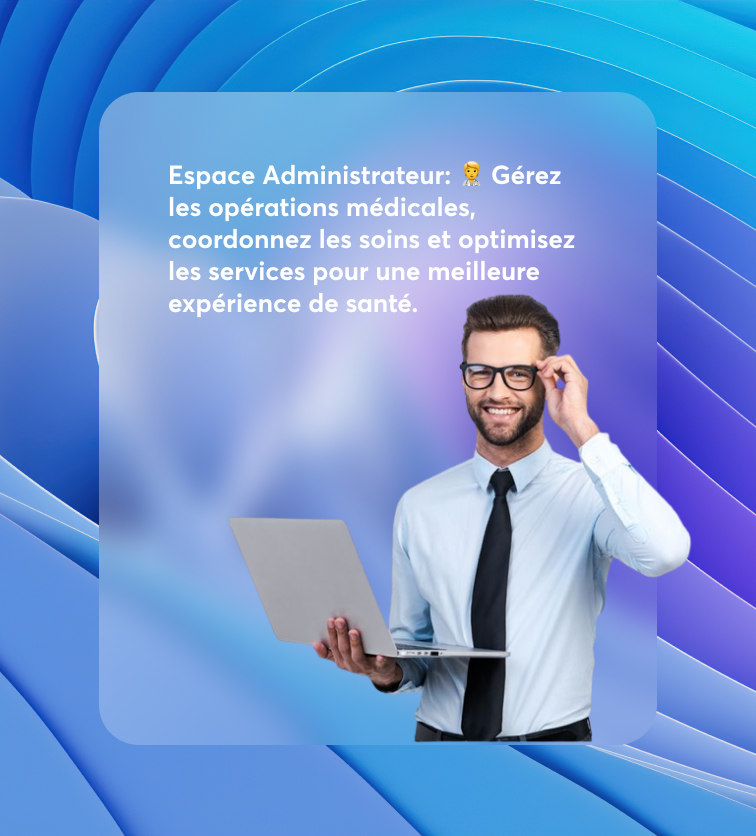 Espace Administrateur: 🧑‍⚕️ Gérez
les opérations médicales,
coordonnez les soins et optimisez
les services pour une meilleure
expérience de santé.